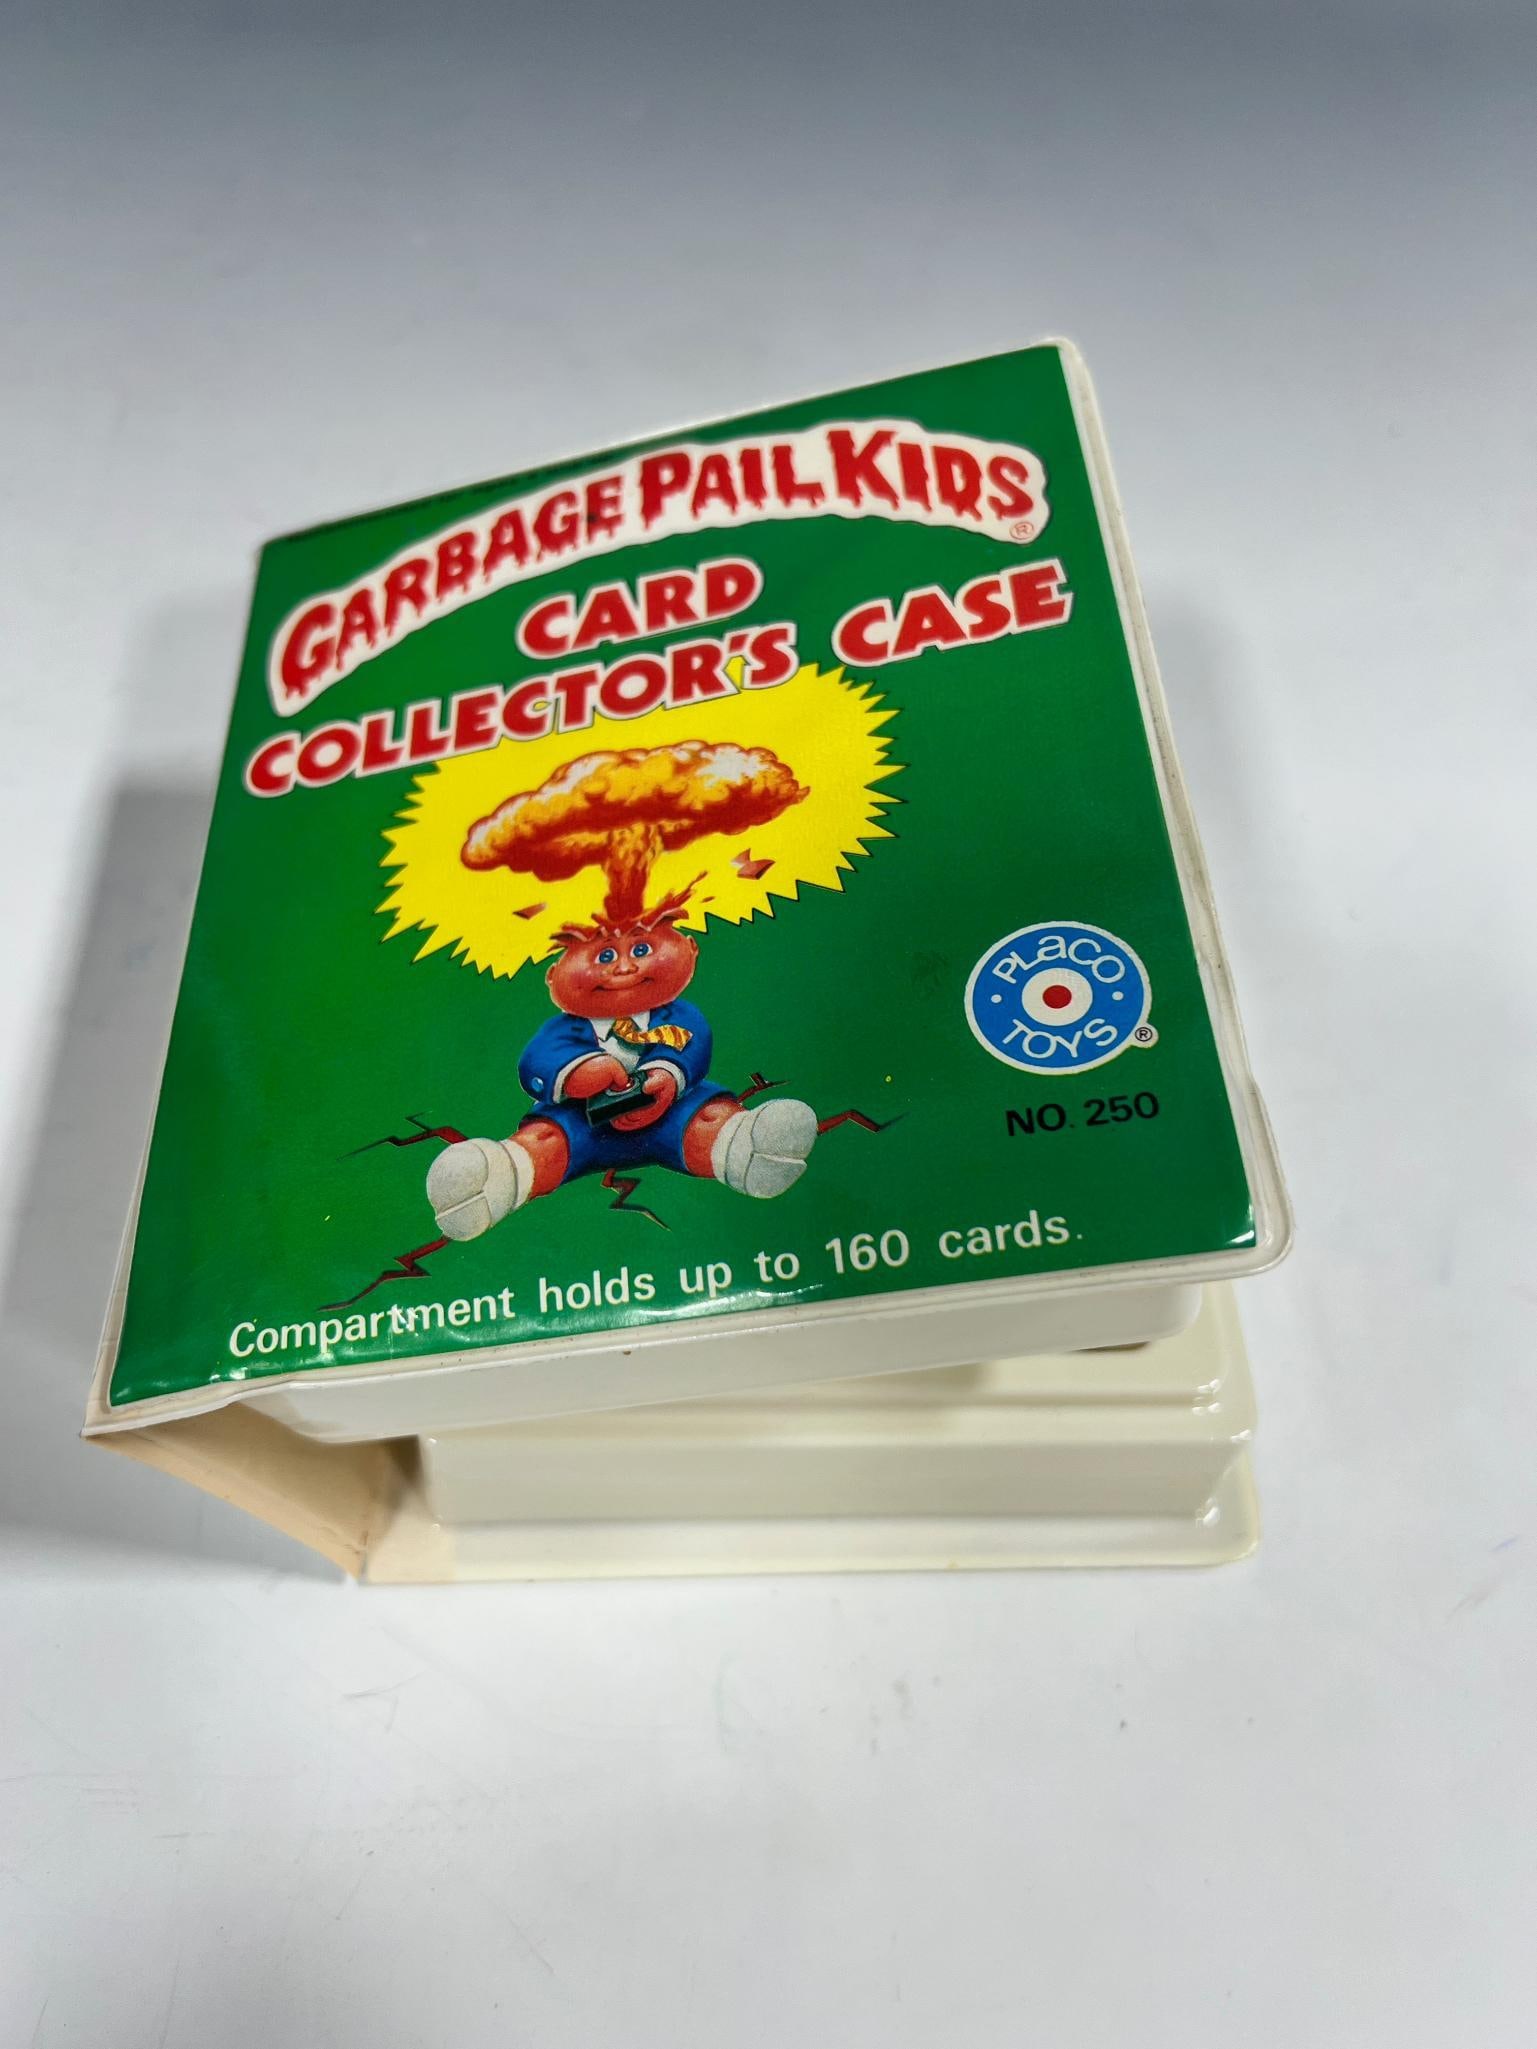 GARBAGE PAIL KIDS ®
CARD
COLLECTOR'S CASE
PLACO
TOYS ®
NO. 250
Compartment holds up to 160 cards.